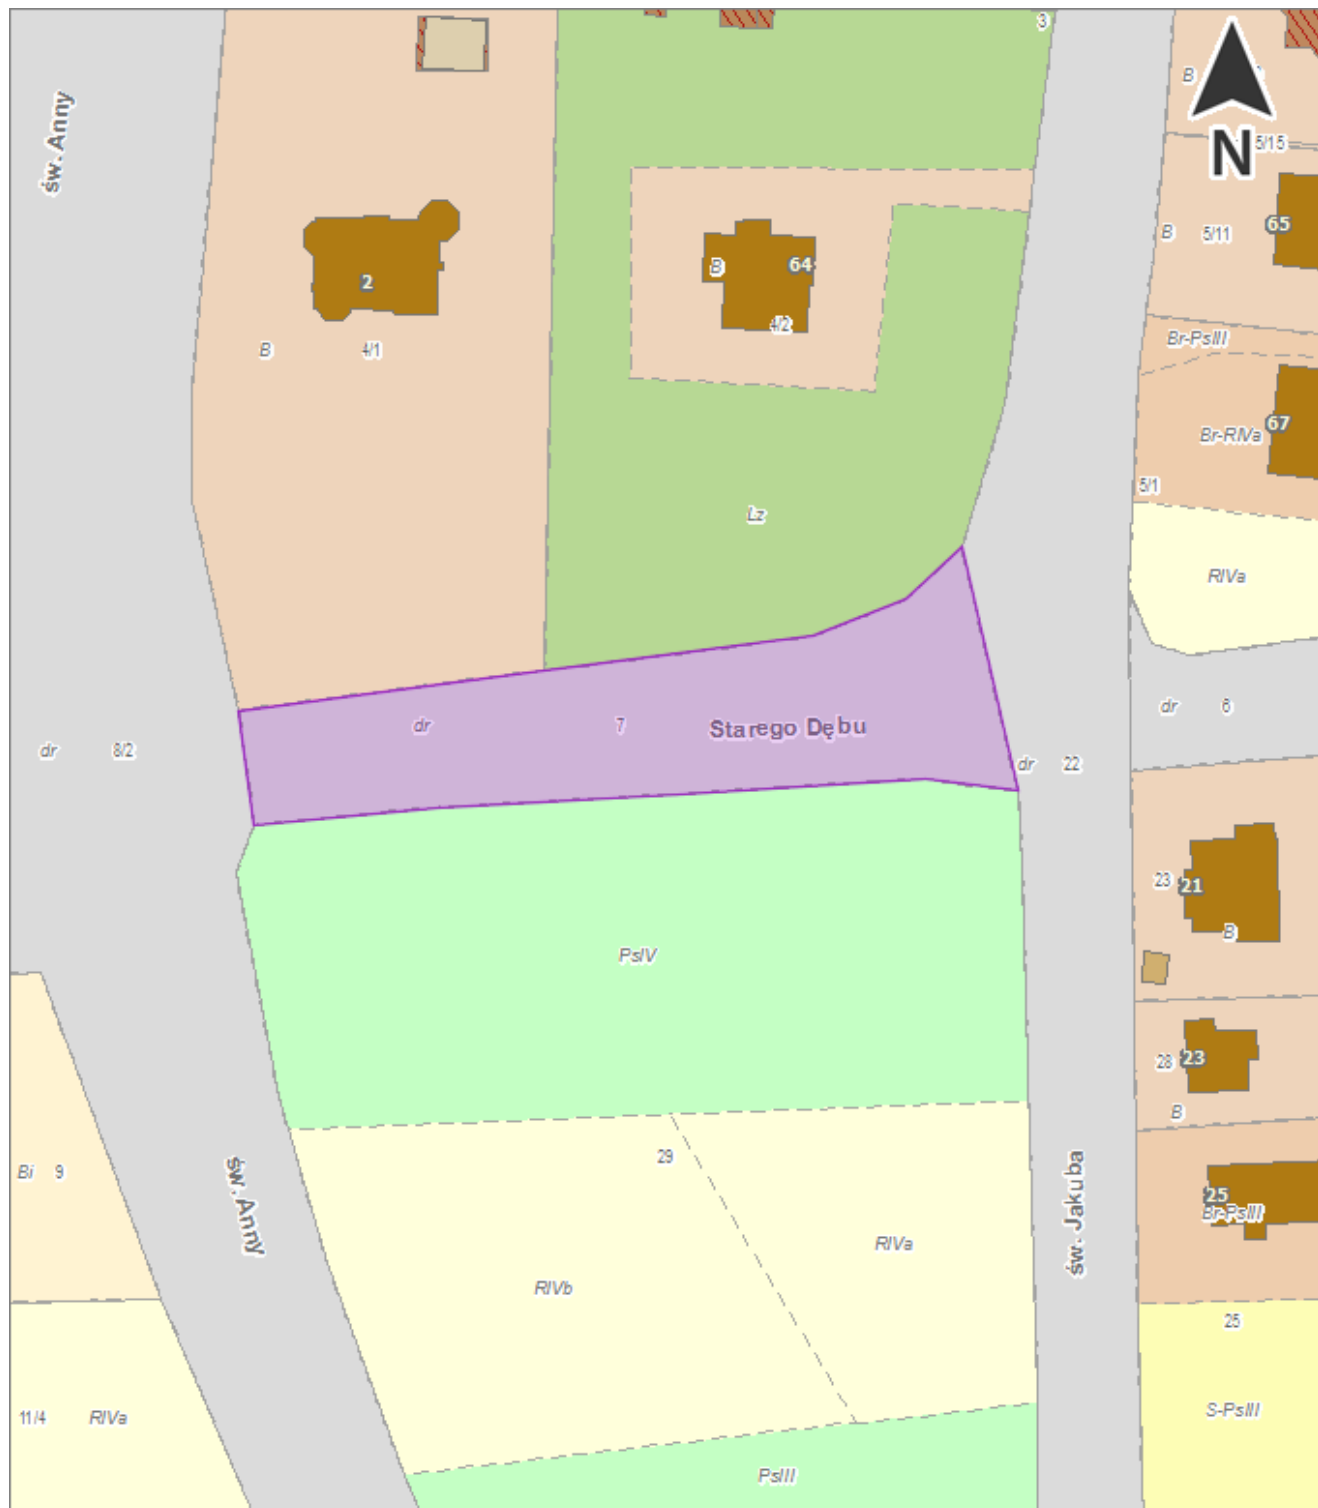 3
B
św. Anny
5/15
N
65
B
5/11
B
64
2
4/2
B
4/1
Br-PsIII
67
Br-RIVa
5/1
Lz
RIVa
dr
7
Starego Dębu
dr
6
dr
8/2
dr
22
23
21
B
PsIV
28
23
B
29
Bi
9
św. Anny
św. Jakuba
25
Br-PsIII
RIVa
RIVb
25
11/4
RIVa
S-PsIII
PsIII